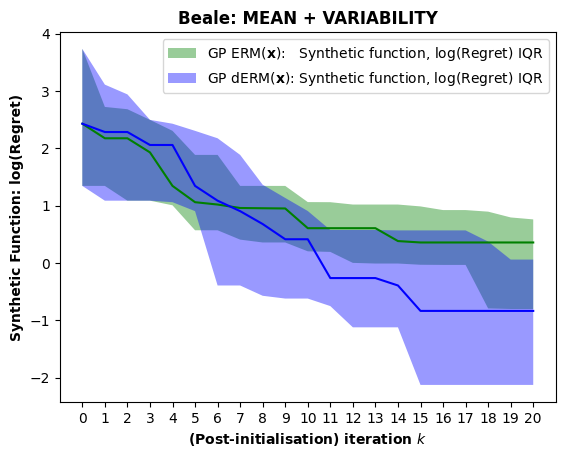 Beale: MEAN + VARIABILITY
GP ERM(x):   Synthetic function, log(Regret) IQR
GP dERM(x): Synthetic function, log(Regret) IQR
Synthetic Function: log(Regret)
4
3
2
1
0
−1
−2
0 1 2 3 4 5 6 7 8 9 10 11 12 13 14 15 16 17 18 19 20
(Post-initialisation) iteration k